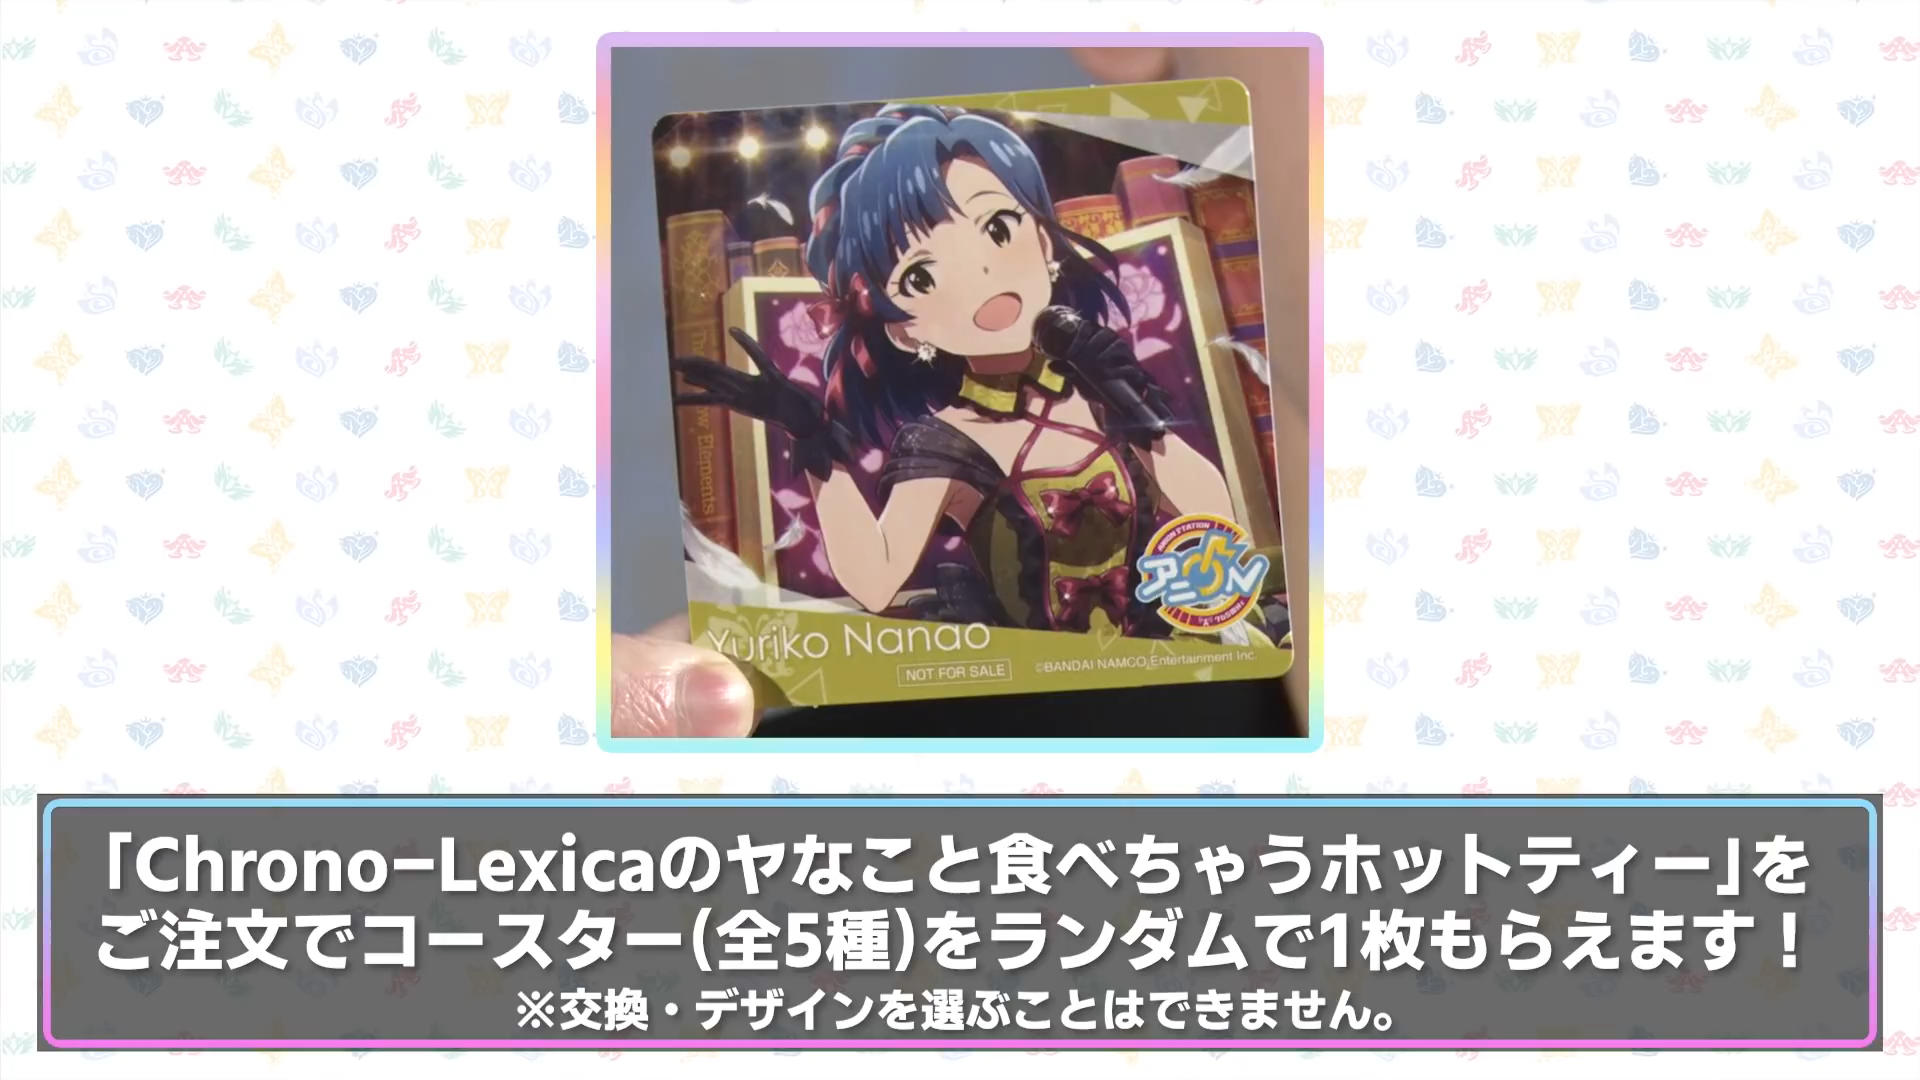 The
w Elements
ANION STATION
アニON
Yuriko Nanao
NOT FOR SALE
©BANDAI NAMCO Entertainment Inc.
「Chrono−Lexicaのヤなこと食べちゃうホットティー」を
ご注文でコースター(全5種)をランダムで1枚もらえます！
※交換・デザインを選ぶことはできません。